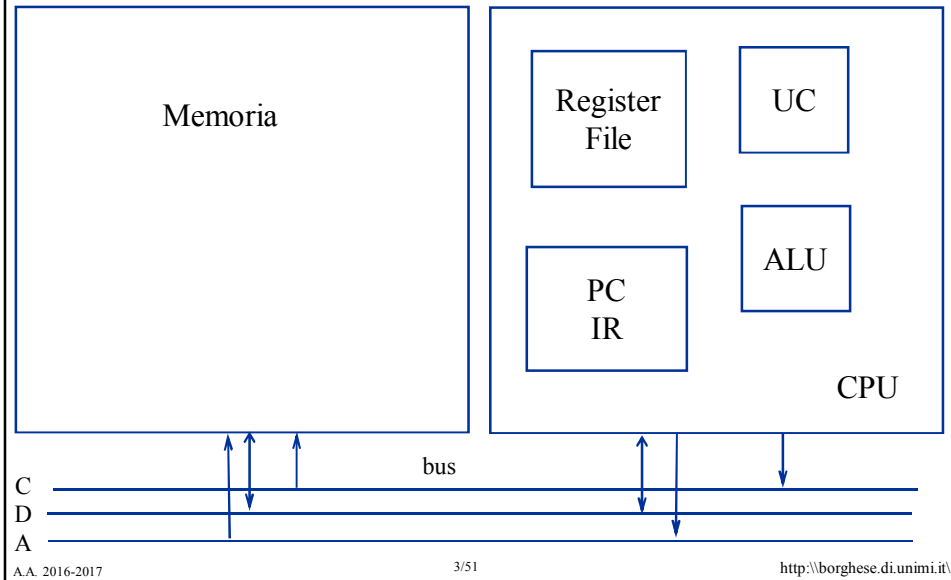 Memoria
Register
File
UC
ALU
PC
IR
CPU
bus
C
D
A
A.A. 2016-2017
3/51
http:\\borghese.di.unimi.it\